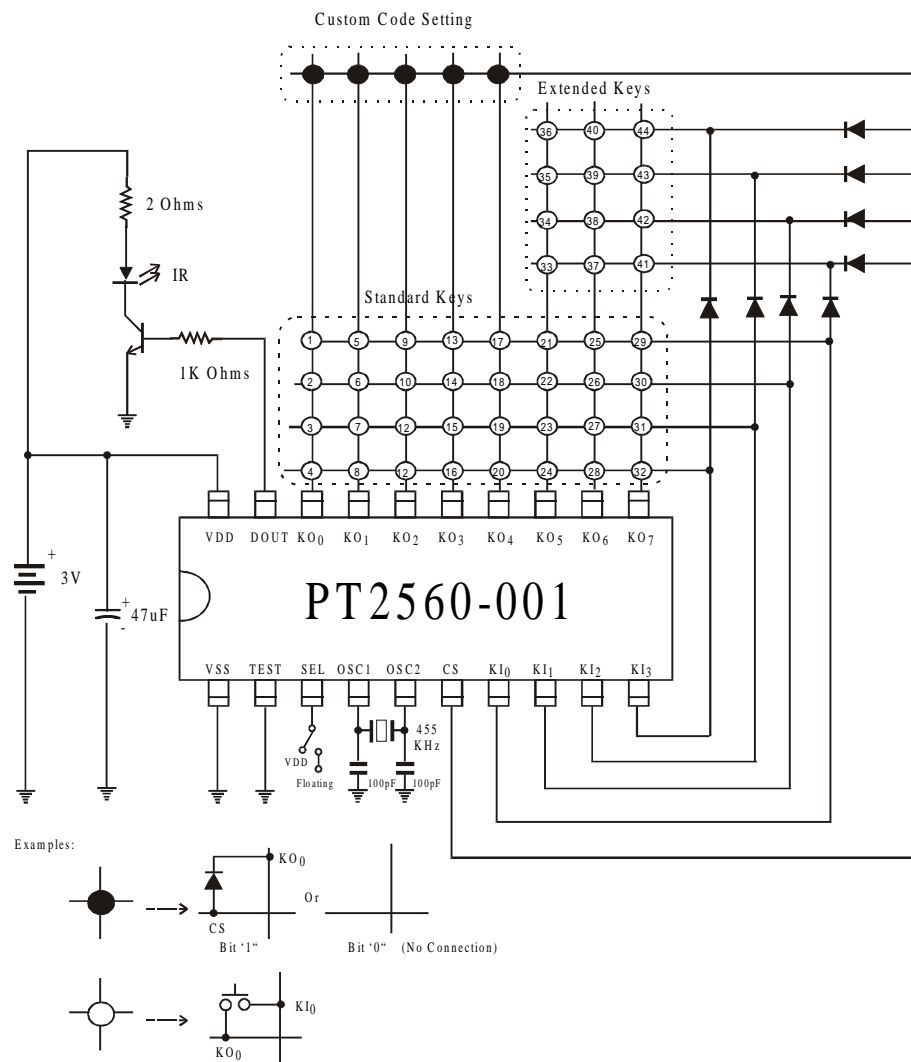 Custom Code Setting
Extended Keys
36 40 44
35 39 43
34 38 42
33 37 41
2 Ohms
IR
1K Ohms
Standard Keys
1 5 9 13 17 21 25 29
2 6 10 14 18 22 26 30
3 7 12 15 19 23 27 31
4 8 12 16 20 24 28 32
VDD DOUT KO0 KO1 KO2 KO3 KO4 KO5 KO6 KO7
+
3V
+
47uF
-
PT2560-001
VSS TEST SEL OSC1 OSC2 CS KI0 KI1 KI2 KI3
VDD
Floating
455
KHz
100pF 100pF
Examples:
KO0
CS
Bit ‘1“
Or
Bit ‘0“ (No Connection)
KI0
KO0